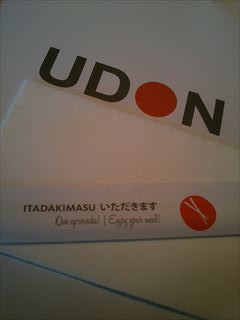 UDON
ITADAKIMASU いただきます
¡Que aproveche! | Enjoy your meal!